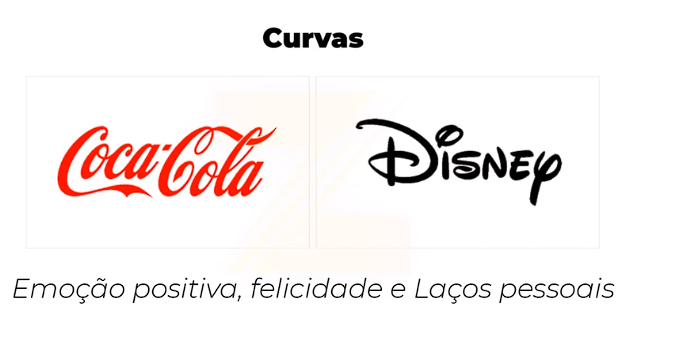 Curvas
Coca-Cola
Disney
Emoção positiva, felicidade e Laços pessoais